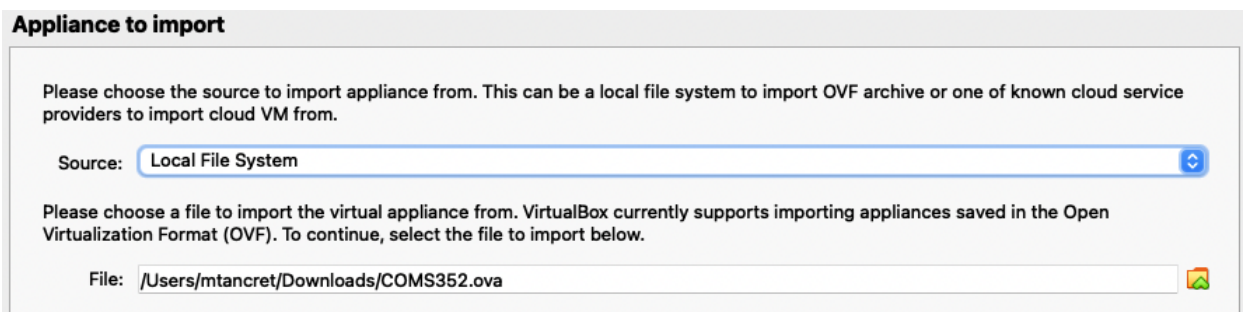 Appliance to import
Please choose the source to import appliance from. This can be a local file system to import OVF archive or one of known cloud service
providers to import cloud VM from.
Source: Local File System
Please choose a file to import the virtual appliance from. VirtualBox currently supports importing appliances saved in the Open
Virtualization Format (OVF). To continue, select the file to import below.
File: /Users/mtancret/Downloads/COMS352.ova